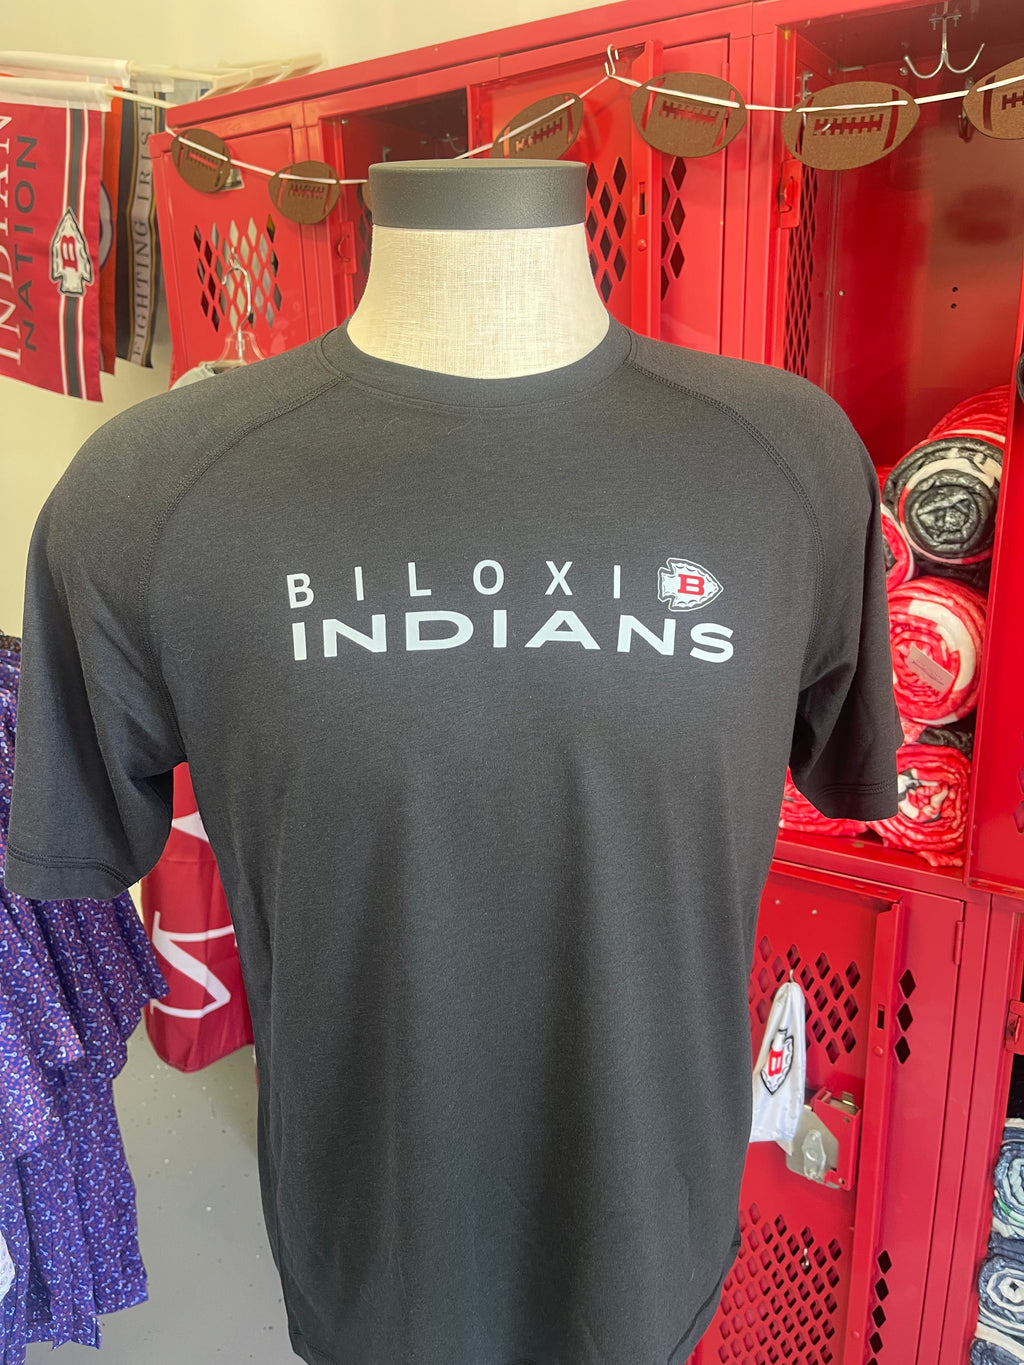 INDIAN
NATION
B
FIGHTING IRISH
BILOXI B
INDIANS
B